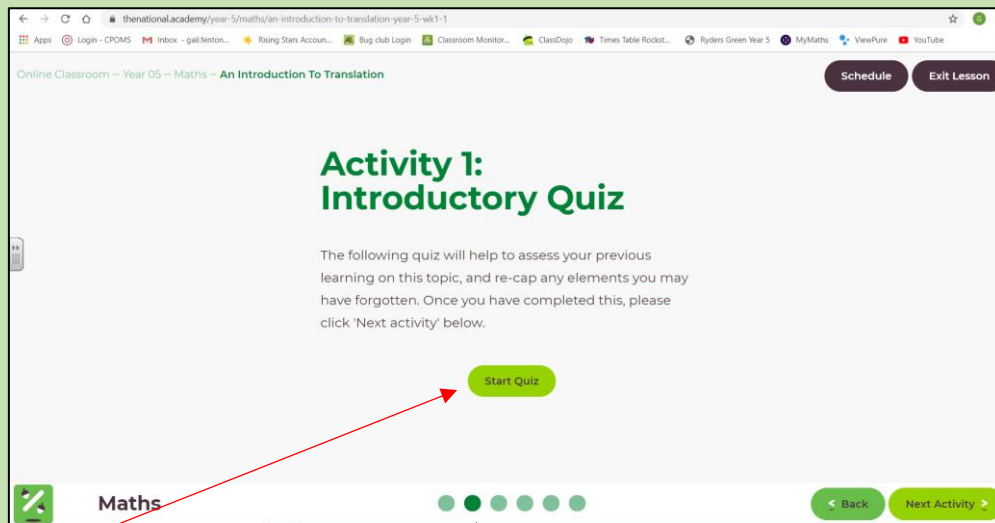 thenational.academy/year-5/maths/an-introduction-to-translation-year-5-wk1-1
G
Apps Login - CPOMS Inbox - gail.fenton... Rising Stars Accoun... Bug club Login Classroom Monitor... ClassDojo Times Table Rockst... Ryders Green Year 5 MyMaths ViewPure YouTube
Online Classroom – Year 05 – Maths – An Introduction To Translation
Schedule Exit Lesson
Activity 1:
Introductory Quiz
The following quiz will help to assess your previous
learning on this topic, and re-cap any elements you may
have forgotten. Once you have completed this, please
click 'Next activity' below.
Start Quiz
Maths
< Back Next Activity >